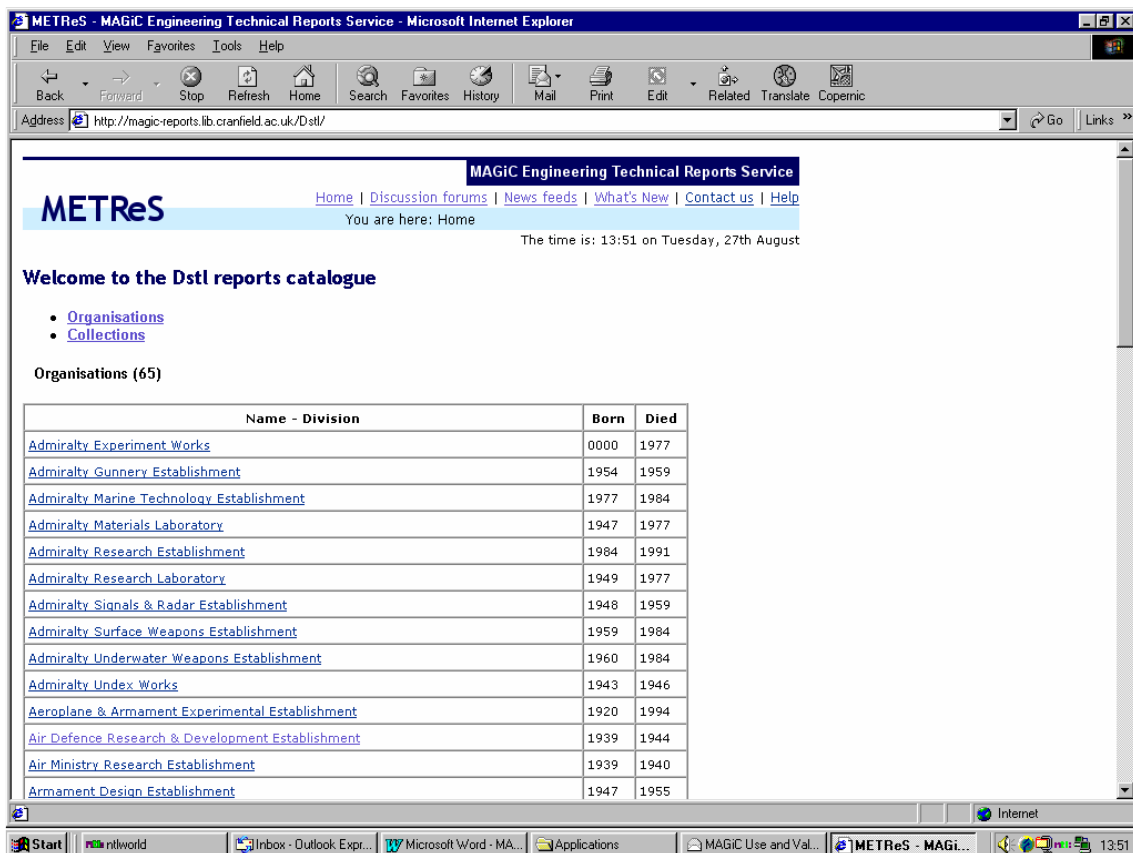 METReS - MAGiC Engineering Technical Reports Service - Microsoft Internet Explorer
File Edit View Favorites Tools Help
Back Forward Stop Refresh Home Search Favorites History Mail Print Edit Related Translate Copernic
Address http://magic-reports.lib.cranfield.ac.uk/Dstl/ Go Links »
MAGiC Engineering Technical Reports Service
METReS
Home | Discussion forums | News feeds | What's New | Contact us | Help
You are here: Home
The time is: 13:51 on Tuesday, 27th August
Welcome to the Dstl reports catalogue
• Organisations
• Collections
Organisations (65)
Name - Division Born Died
Admiralty Experiment Works 0000 1977
Admiralty Gunnery Establishment 1954 1959
Admiralty Marine Technology Establishment 1977 1984
Admiralty Materials Laboratory 1947 1977
Admiralty Research Establishment 1984 1991
Admiralty Research Laboratory 1949 1977
Admiralty Signals & Radar Establishment 1948 1959
Admiralty Surface Weapons Establishment 1959 1984
Admiralty Underwater Weapons Establishment 1960 1984
Admiralty Undex Works 1943 1946
Aeroplane & Armament Experimental Establishment 1920 1994
Air Defence Research & Development Establishment 1939 1944
Air Ministry Research Establishment 1939 1940
Armament Design Establishment 1947 1955
Internet
Start ntlworld Inbox - Outlook Expr... Microsoft Word - MA... Applications MAGiC Use and Val... METReS - MAGi... 13:51